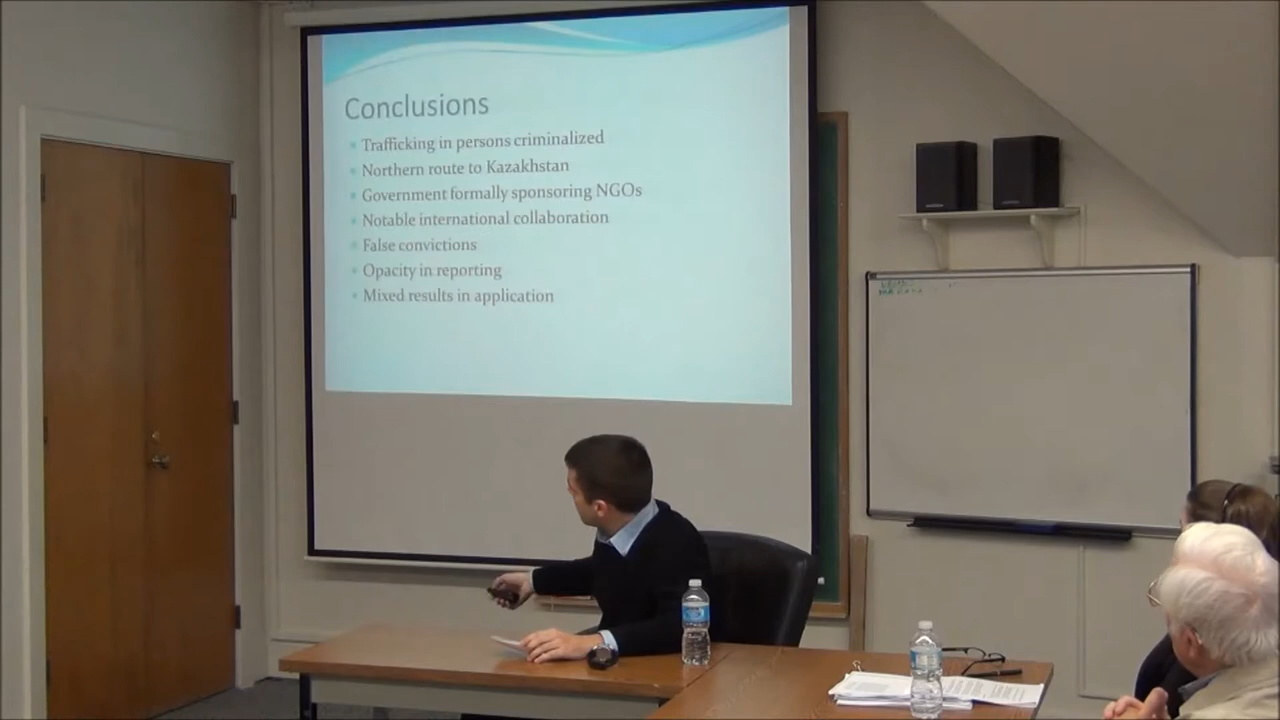 Conclusions
Trafficking in persons criminalized
Northern route to Kazakhstan
Government formally sponsoring NGOs
Notable international collaboration
False convictions
Opacity in reporting
Mixed results in application